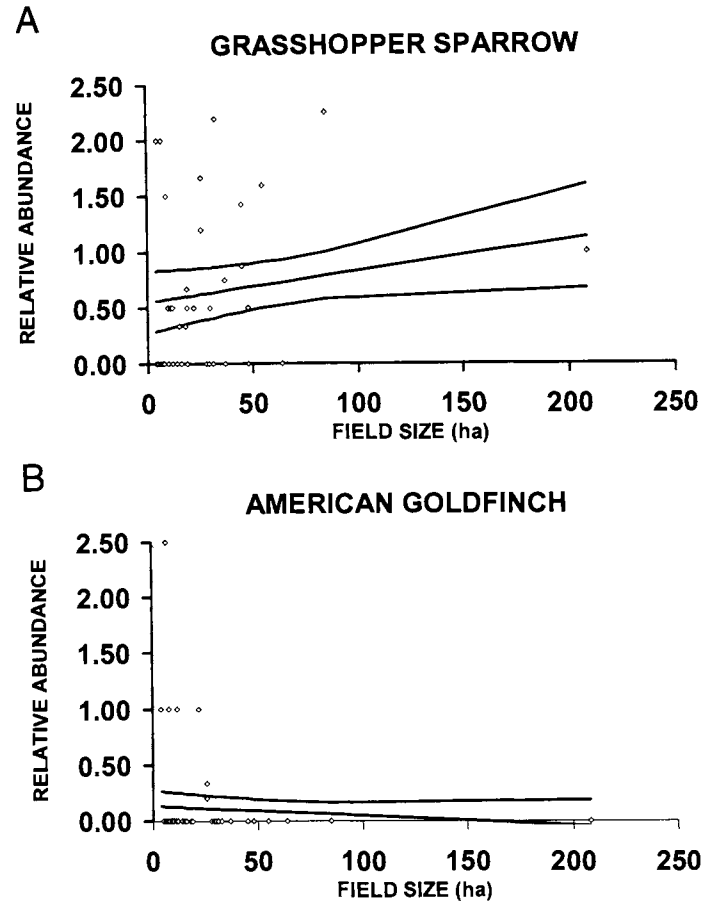 A
GRASSHOPPER SPARROW
RELATIVE ABUNDANCE
2.50
2.00
1.50
1.00
0.50
0.00
0 50 100 150 200 250
FIELD SIZE (ha)
B
AMERICAN GOLDFINCH
RELATIVE ABUNDANCE
2.50
2.00
1.50
1.00
0.50
0.00
0 50 100 150 200 250
FIELD SIZE (ha)